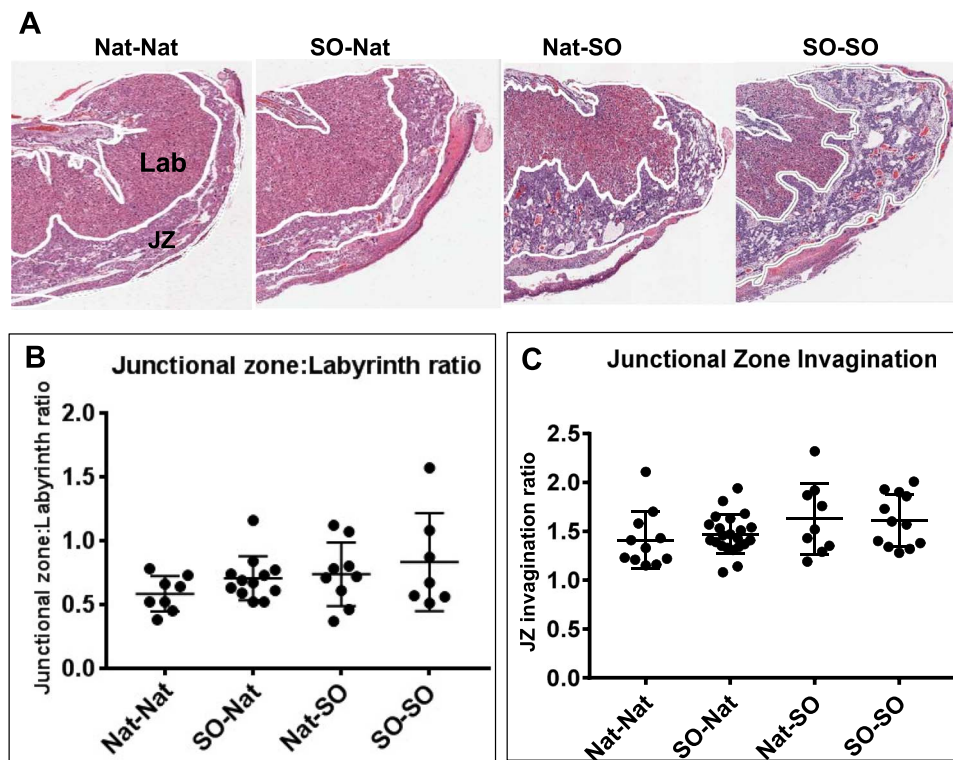 A
Nat-Nat
SO-Nat
Nat-SO
SO-SO
Lab
JZ
B
Junctional zone:Labyrinth ratio
Junctional zone:Labyrinth ratio
2.0
1.5
1.0
0.5
0.0
Nat-Nat
SO-Nat
Nat-SO
SO-SO
C
Junctional Zone Invagination
JZ invagination ratio
2.5
2.0
1.5
1.0
0.5
0.0
Nat-Nat
SO-Nat
Nat-SO
SO-SO